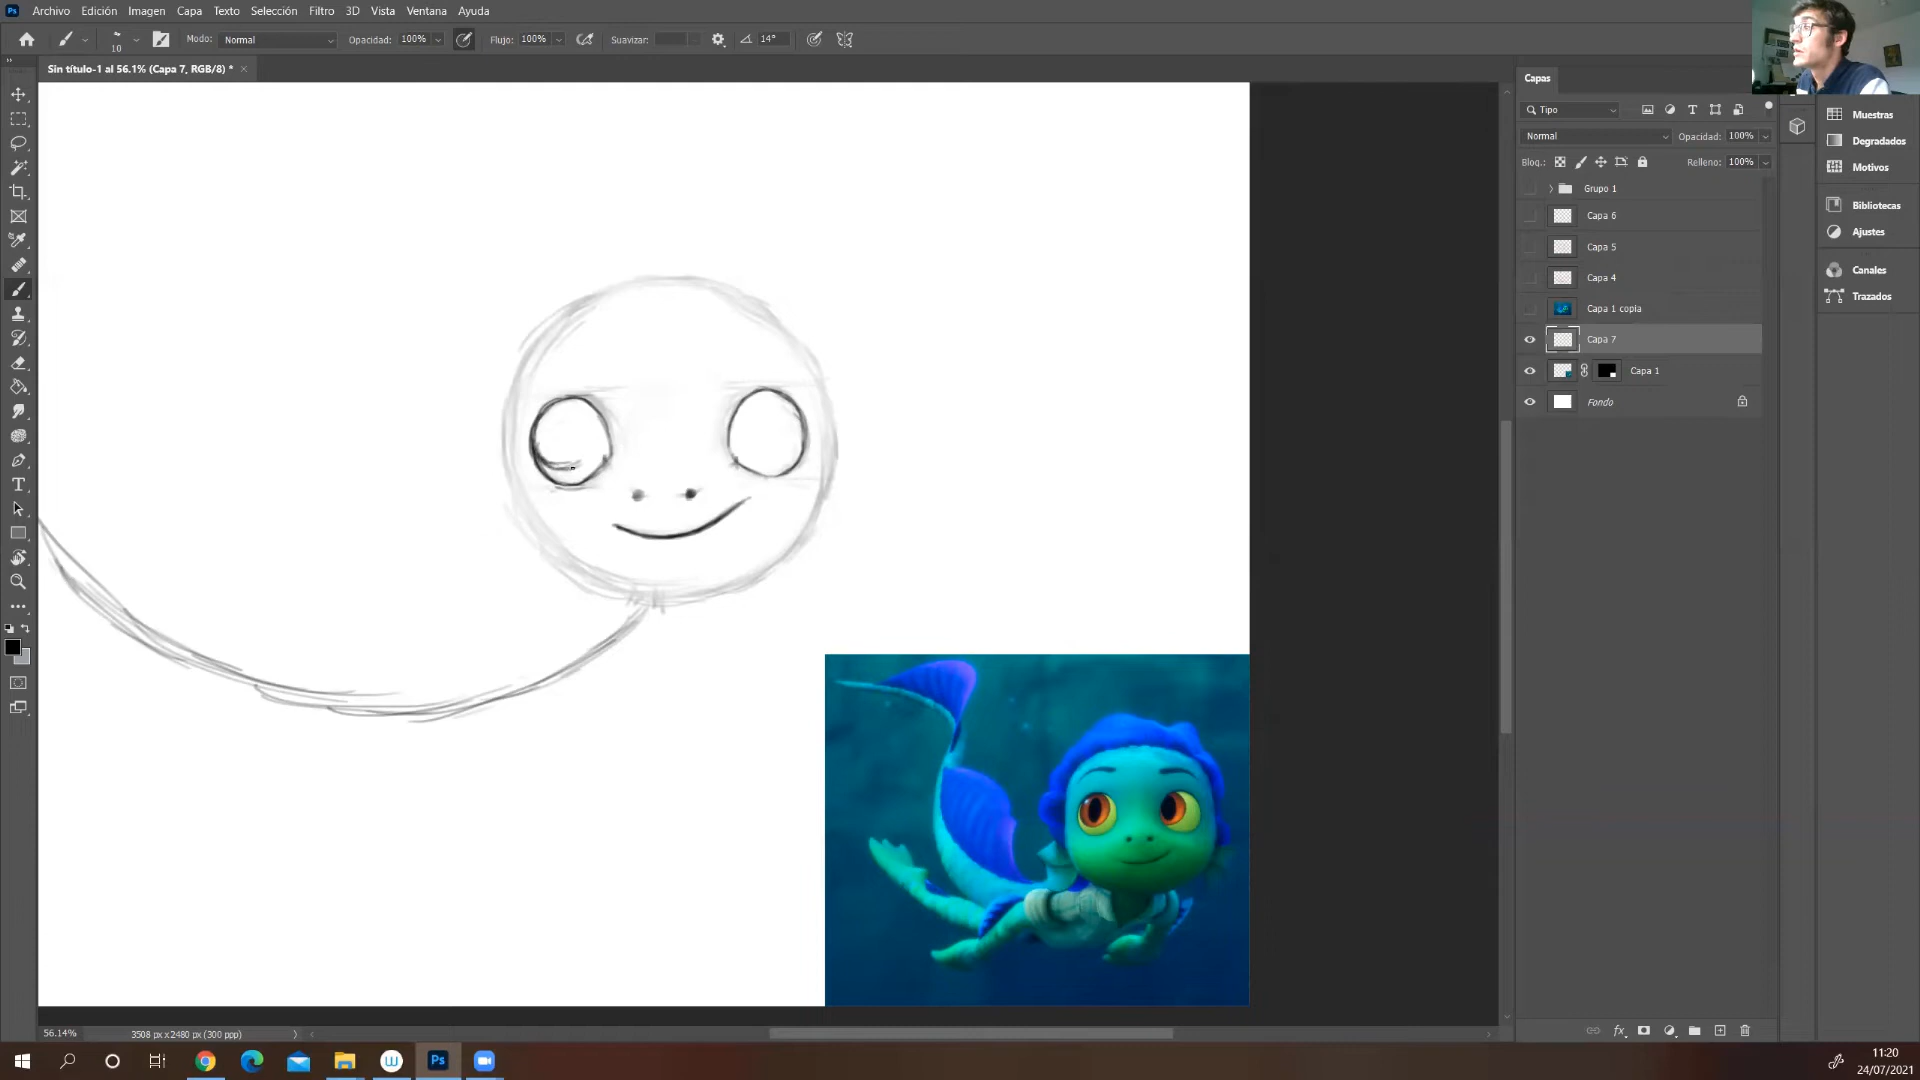 Ps Archivo Edición Imagen Capa Texto Selección Filtro 3D Vista Ventana Ayuda
10 Modo: Normal Opacidad: 100% Flujo: 100% Suavizar: 14°
Sin título-1 al 56.1% (Capa 7, RGB/8) * ×
Capas
Tipo
Normal Opacidad: 100%
Bloq.: Relleno: 100%
Grupo 1
Capa 6
Capa 5
Capa 4
Capa 1 copia
Capa 7
Capa 1
Fondo
Muestras
Degradados
Motivos
Bibliotecas
Ajustes
Canales
Trazados
56.14% 3508 px x 2480 px (300 ppp)
Ps
11:20
24/07/2021